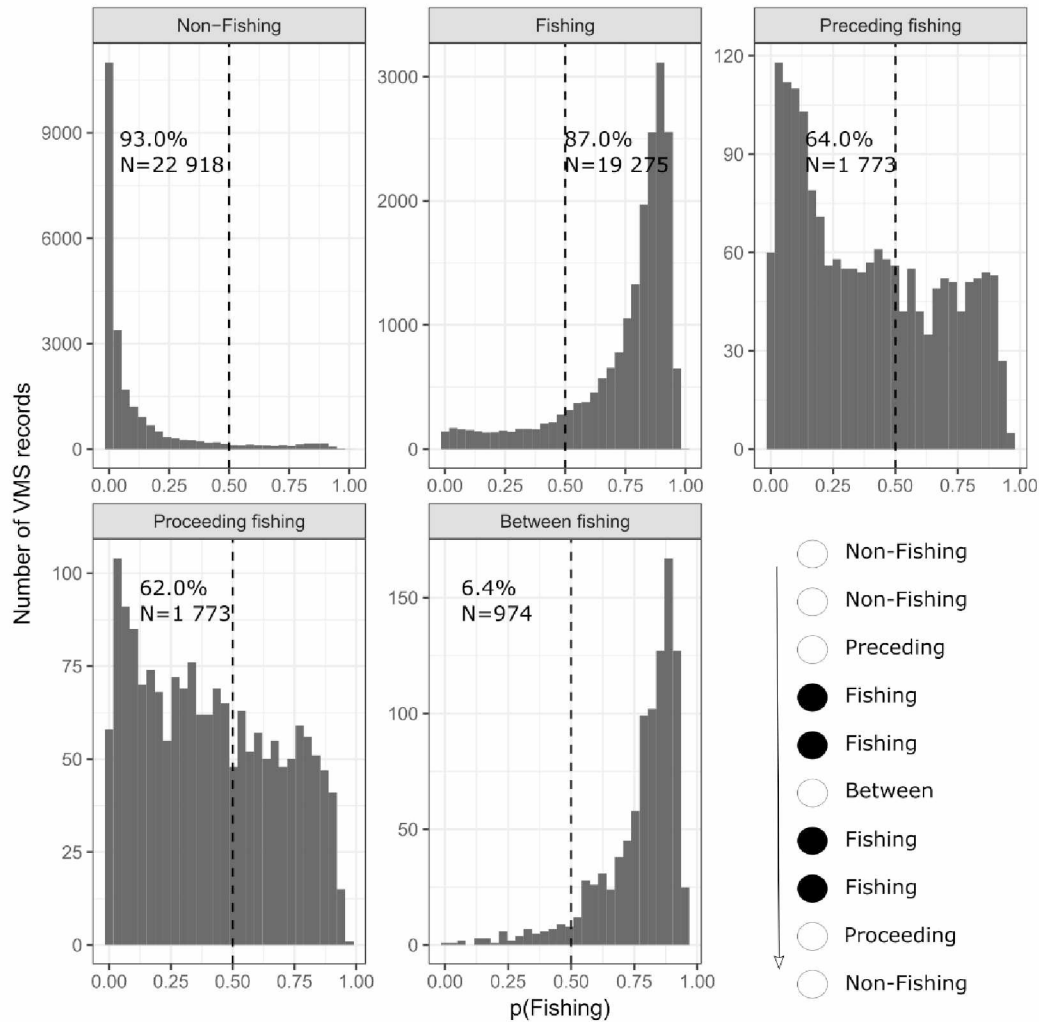 Number of VMS records
Non−Fishing
93.0%
N=22 918
9000
6000
3000
0
0.00 0.25 0.50 0.75 1.00
Fishing
87.0%
N=19 275
3000
2000
1000
0
0.00 0.25 0.50 0.75 1.00
Preceding fishing
64.0%
N=1 773
120
90
60
30
0
0.00 0.25 0.50 0.75 1.00
Proceeding fishing
62.0%
N=1 773
100
75
50
25
0
0.00 0.25 0.50 0.75 1.00
Between fishing
6.4%
N=974
150
100
50
0
0.00 0.25 0.50 0.75 1.00
p(Fishing)
Non-Fishing
Non-Fishing
Preceding
Fishing
Fishing
Between
Fishing
Fishing
Proceeding
Non-Fishing